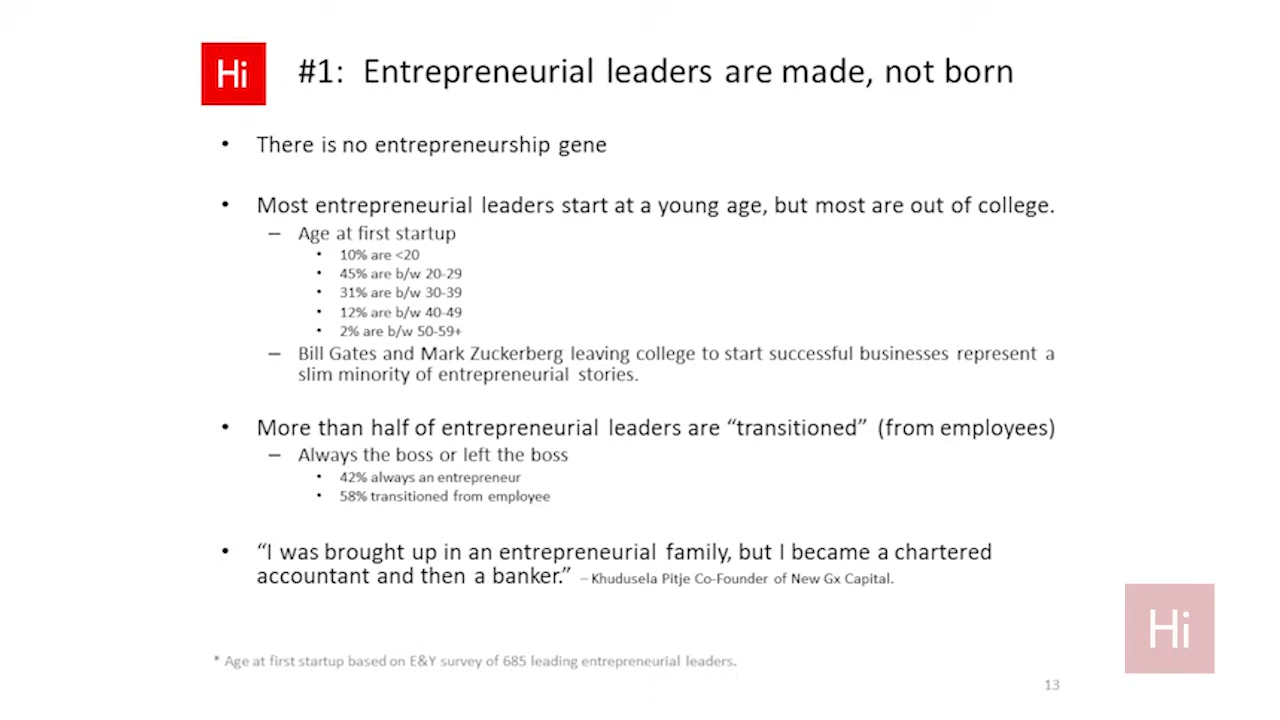 Hi
#1: Entrepreneurial leaders are made, not born
• There is no entrepreneurship gene
• Most entrepreneurial leaders start at a young age, but most are out of college.
– Age at first startup
• 10% are <20
• 45% are b/w 20-29
• 31% are b/w 30-39
• 12% are b/w 40-49
• 2% are b/w 50-59+
– Bill Gates and Mark Zuckerberg leaving college to start successful businesses represent a
slim minority of entrepreneurial stories.
• More than half of entrepreneurial leaders are “transitioned” (from employees)
– Always the boss or left the boss
• 42% always an entrepreneur
• 58% transitioned from employee
• “I was brought up in an entrepreneurial family, but I became a chartered
accountant and then a banker.” – Khudusela Pitje Co-Founder of New Gx Capital.
* Age at first startup based on E&Y survey of 685 leading entrepreneurial leaders.
13
Hi